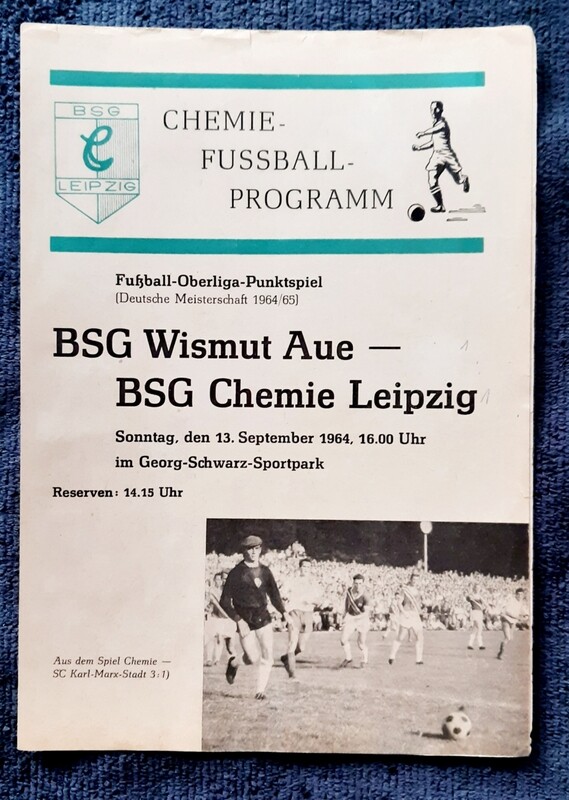 BSG
LEIPZIG
CHEMIE-
FUSSBALL-
PROGRAMM
Fußball-Oberliga-Punktspiel
(Deutsche Meisterschaft 1964/65)
BSG Wismut Aue — 1
BSG Chemie Leipzig 1
Sonntag, den 13. September 1964, 16.00 Uhr
im Georg-Schwarz-Sportpark
Reserven: 14.15 Uhr
Aus dem Spiel Chemie —
SC Karl-Marx-Stadt 3:1)